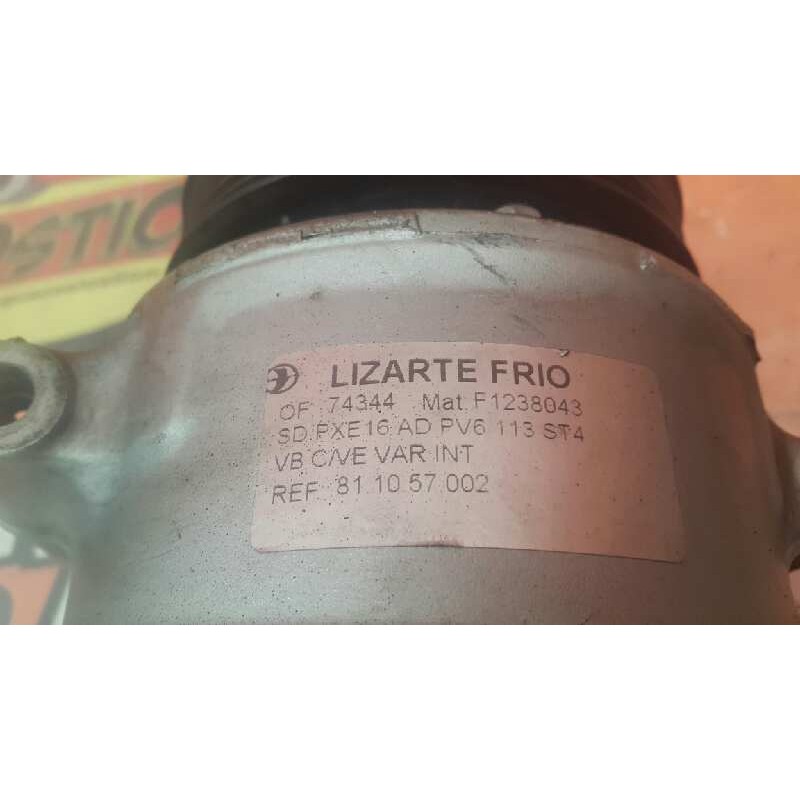 OSTIC
LIZARTE FRIO
OF 74344 Mat. F1238043
SD PXE16 AD PV6 113 ST4
VB C/VE VAR INT
REF 81 10 57 002